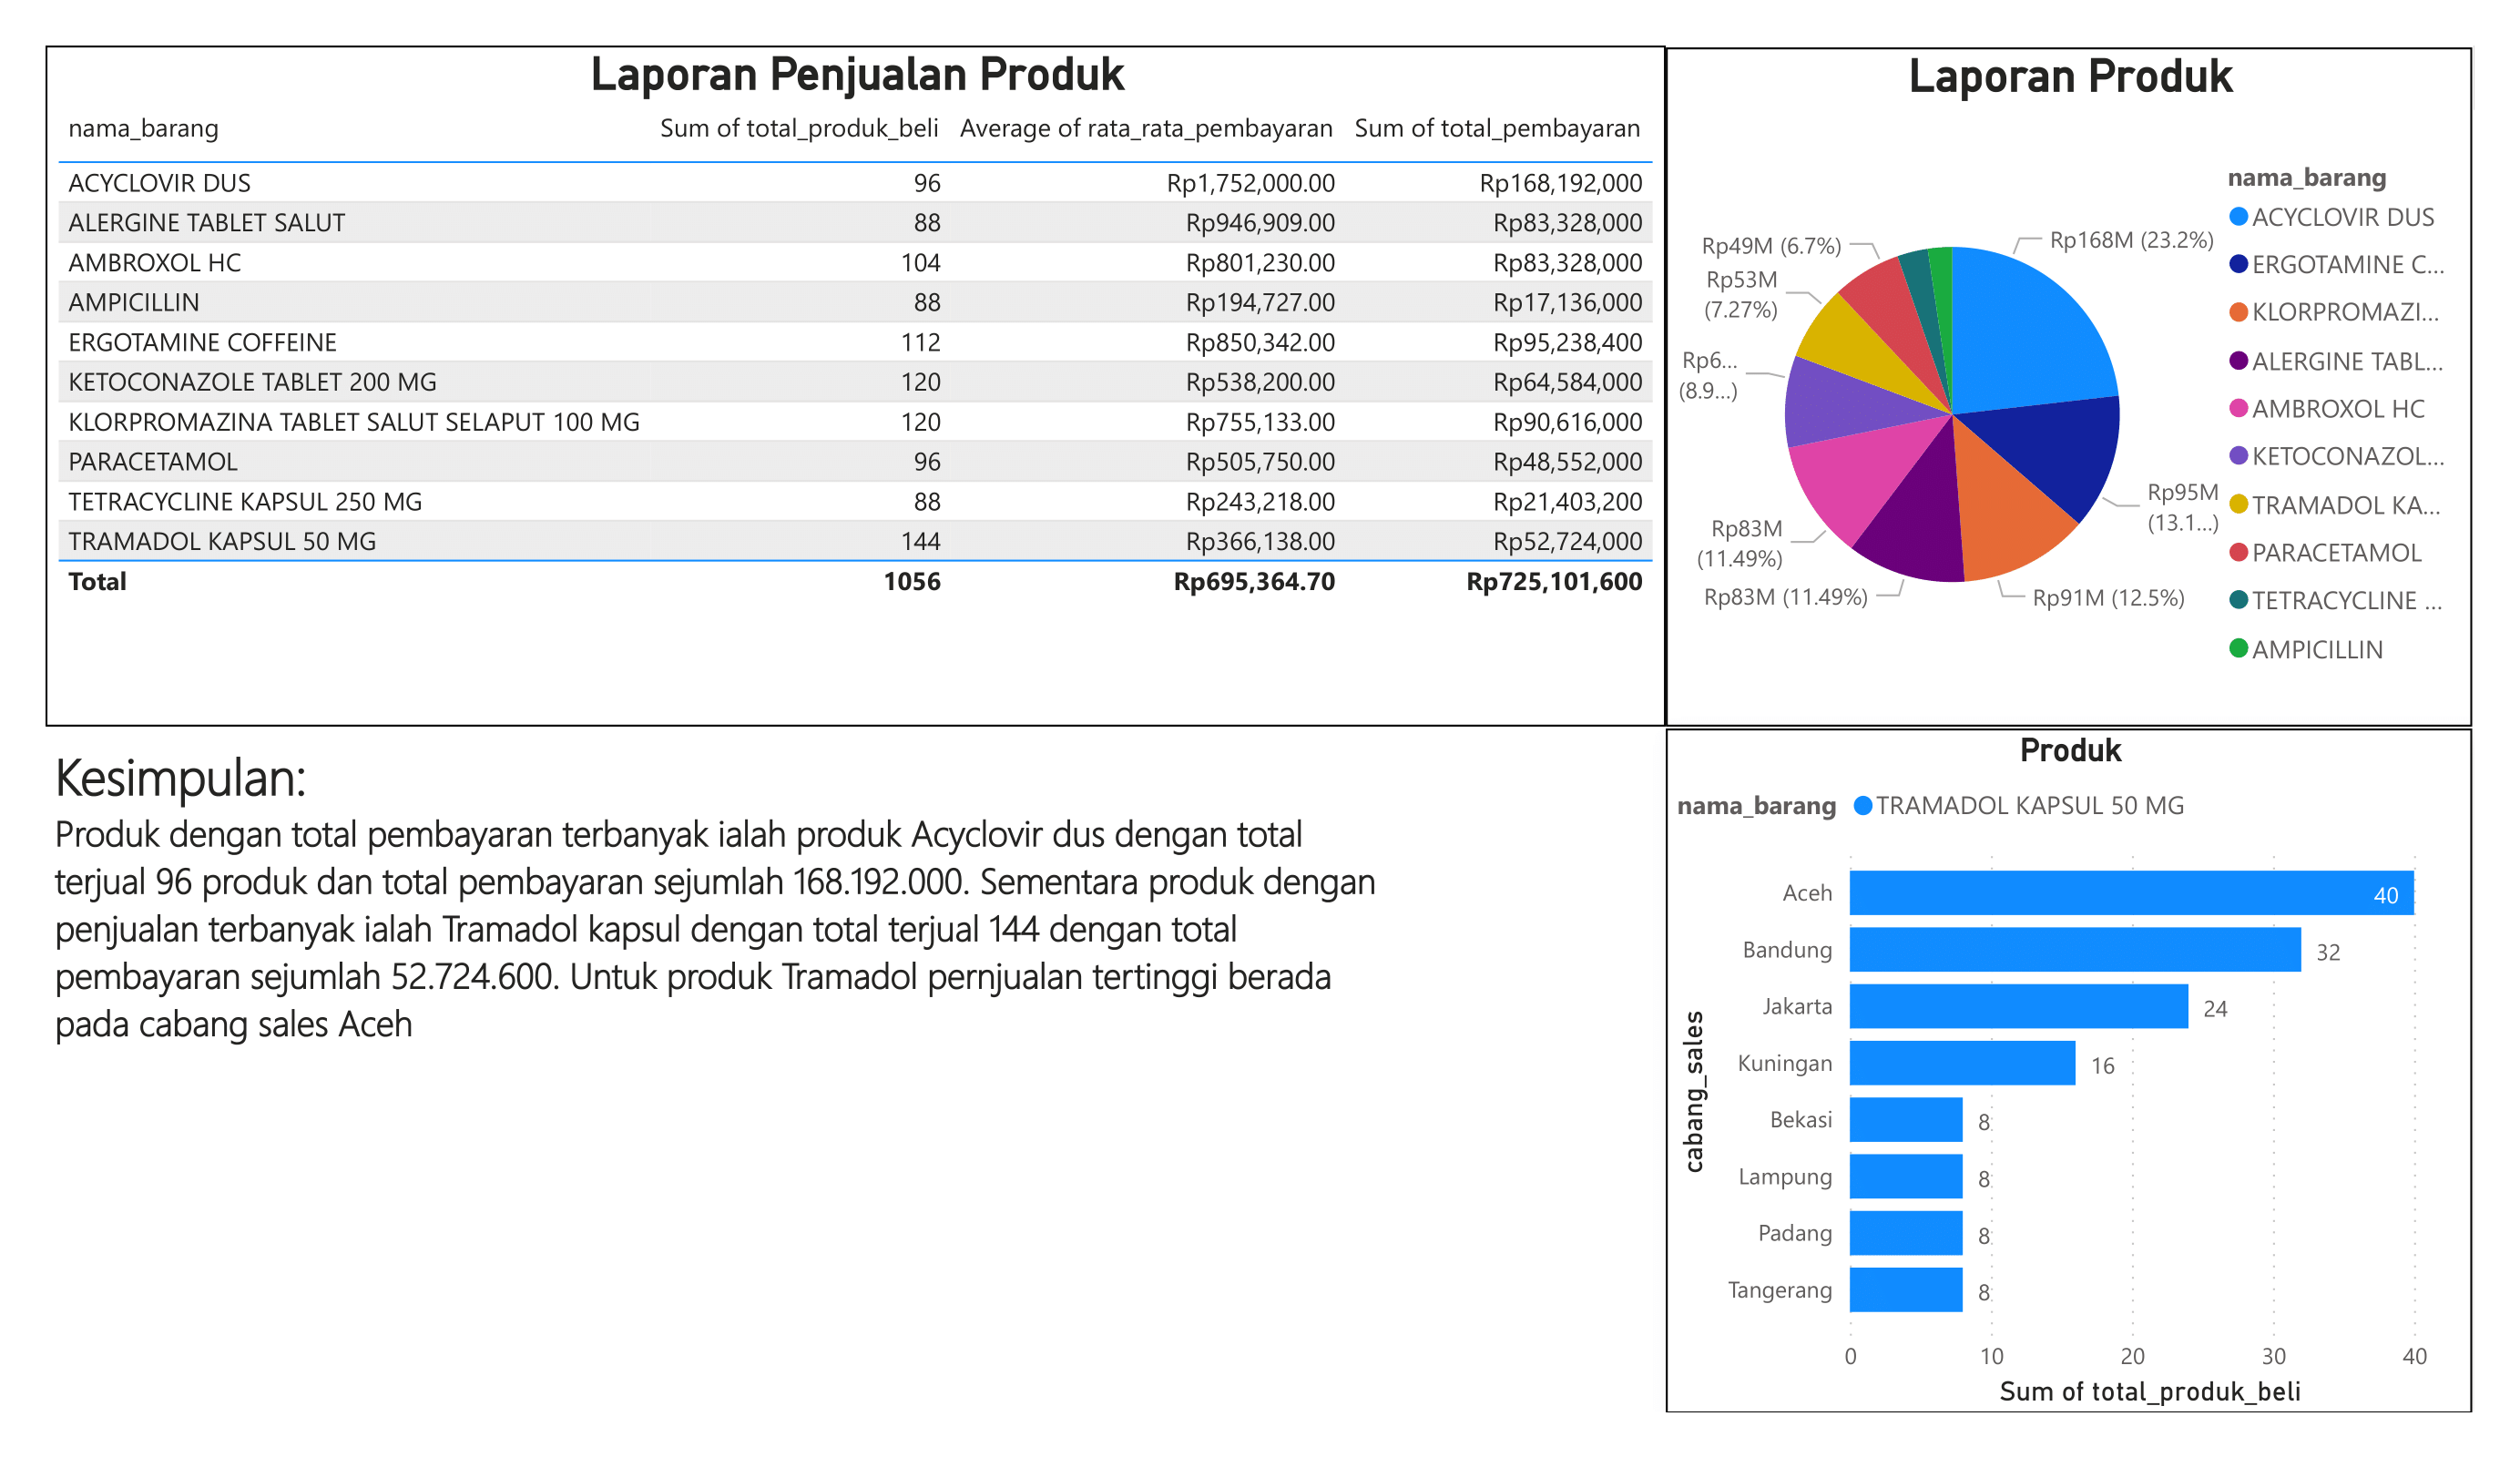 Laporan Penjualan Produk
nama_barang Sum of total_produk_beli Average of rata_rata_pembayaran Sum of total_pembayaran
ACYCLOVIR DUS 96 Rp1,752,000.00 Rp168,192,000
ALERGINE TABLET SALUT 88 Rp946,909.00 Rp83,328,000
AMBROXOL HC 104 Rp801,230.00 Rp83,328,000
AMPICILLIN 88 Rp194,727.00 Rp17,136,000
ERGOTAMINE COFFEINE 112 Rp850,342.00 Rp95,238,400
KETOCONAZOLE TABLET 200 MG 120 Rp538,200.00 Rp64,584,000
KLORPROMAZINA TABLET SALUT SELAPUT 100 MG 120 Rp755,133.00 Rp90,616,000
PARACETAMOL 96 Rp505,750.00 Rp48,552,000
TETRACYCLINE KAPSUL 250 MG 88 Rp243,218.00 Rp21,403,200
TRAMADOL KAPSUL 50 MG 144 Rp366,138.00 Rp52,724,000
Total 1056 Rp695,364.70 Rp725,101,600
Laporan Produk
Rp168M (23.2%)
Rp95M
(13.1...)
Rp91M (12.5%)
Rp83M (11.49%)
Rp83M
(11.49%)
Rp6...
(8.9...)
Rp53M
(7.27%)
Rp49M (6.7%)
nama_barang
ACYCLOVIR DUS
ERGOTAMINE C...
KLORPROMAZI...
ALERGINE TABL...
AMBROXOL HC
KETOCONAZOL...
TRAMADOL KA...
PARACETAMOL
TETRACYCLINE ...
AMPICILLIN
Kesimpulan:
Produk dengan total pembayaran terbanyak ialah produk Acyclovir dus dengan total
terjual 96 produk dan total pembayaran sejumlah 168.192.000. Sementara produk dengan
penjualan terbanyak ialah Tramadol kapsul dengan total terjual 144 dengan total
pembayaran sejumlah 52.724.600. Untuk produk Tramadol pernjualan tertinggi berada
pada cabang sales Aceh
Produk
nama_barang TRAMADOL KAPSUL 50 MG
cabang_sales
Aceh 40
Bandung 32
Jakarta 24
Kuningan 16
Bekasi 8
Lampung 8
Padang 8
Tangerang 8
0 10 20 30 40
Sum of total_produk_beli